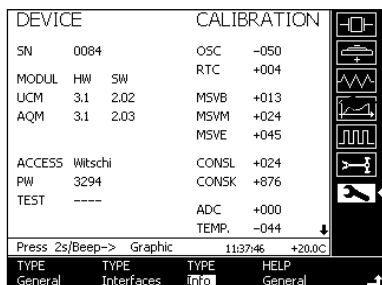 DEVICE CALIBRATION
SN 0084 OSC -050
RTC +004
MODUL HW SW
UCM 3.1 2.02 MSVB +013
AQM 3.1 2.03 MSVM +024
MSVE +045
ACCESS Witschi CONSL +024
PW 3294 CONSK +876
TEST ----
ADC +000
TEMP. -044
Press 2s/Beep-> Graphic 11:37:46 +20.0C
TYPE TYPE TYPE HELP
General Interfaces Info General